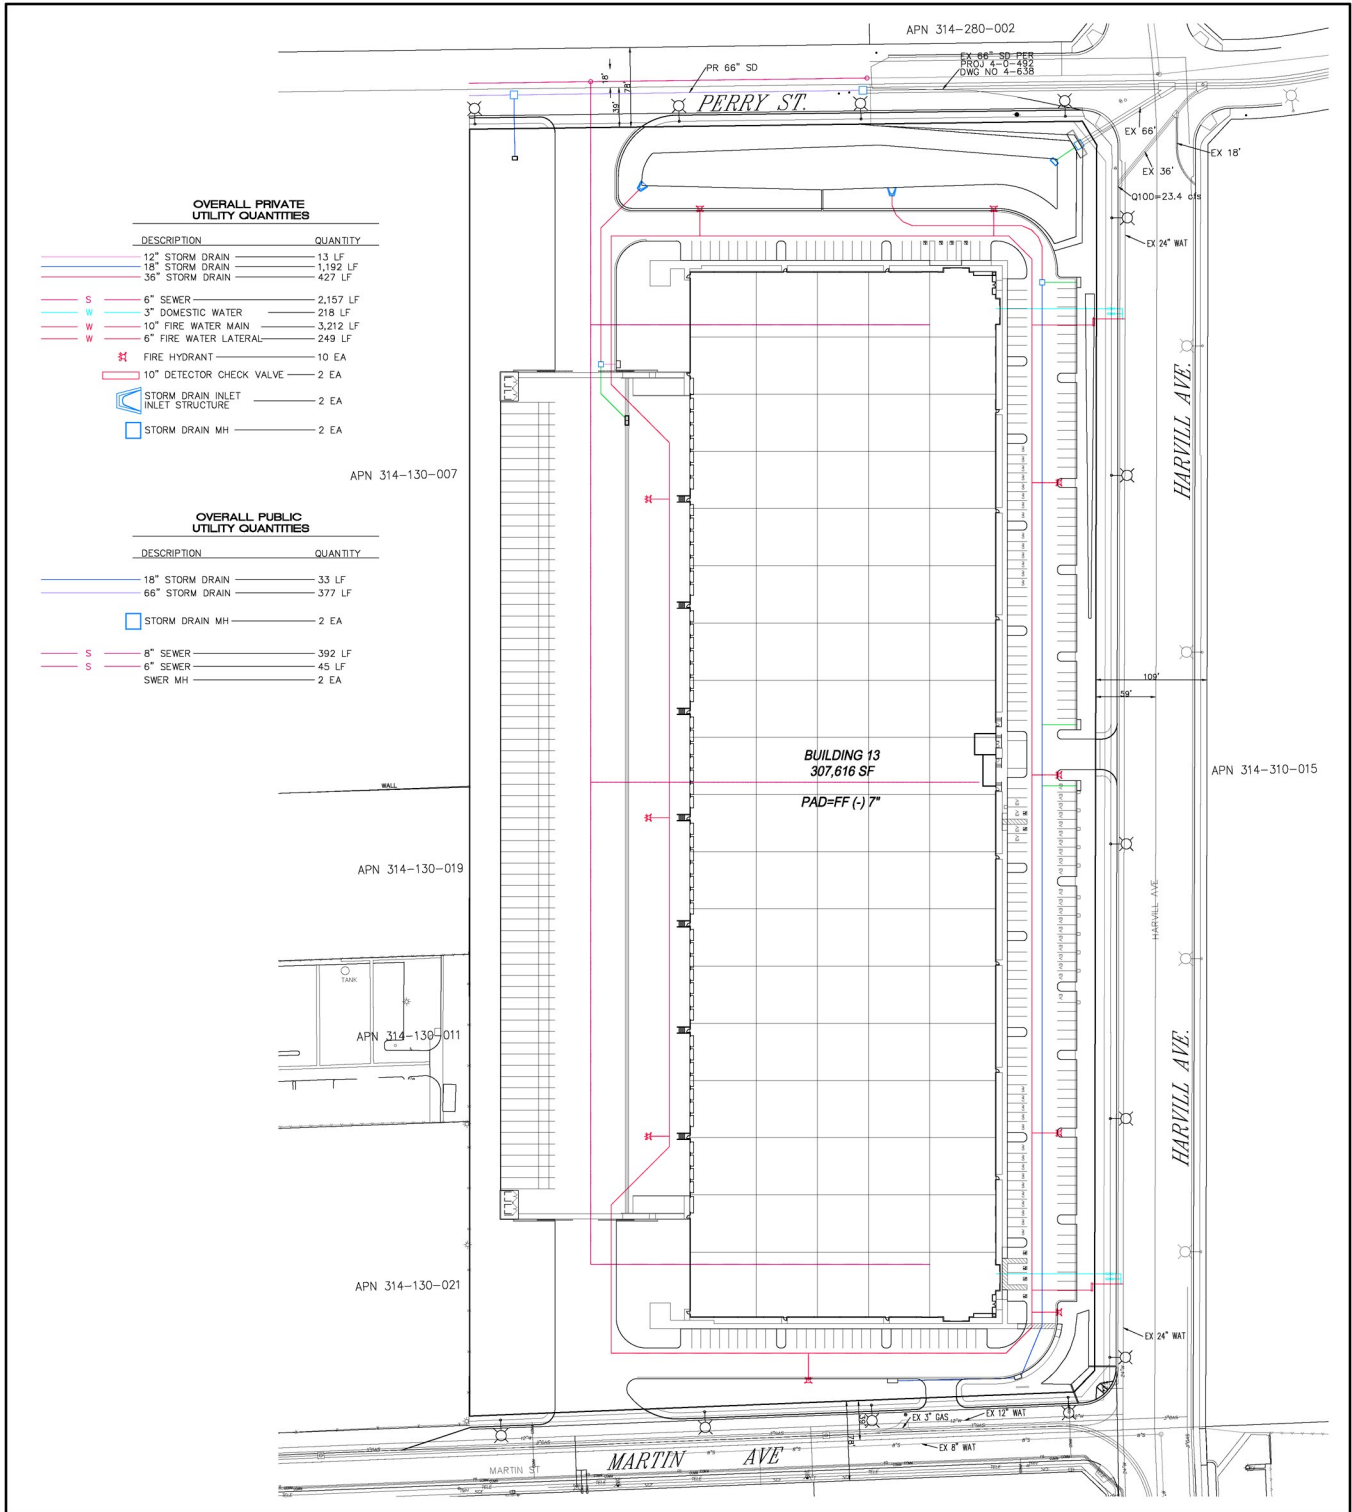 APN 314-280-002
EX 66" SD PER
PROJ 4-0-492
DWG NO 4-638
PR 66" SD
18'
78'
39'
PERRY ST.
EX 66'
EX 18'
EX 36'
Q100=23.4 cfs
EX 24" WAT
OVERALL PRIVATE
UTILITY QUANTITIES
DESCRIPTION QUANTITY
12" STORM DRAIN 13 LF
18" STORM DRAIN 1,192 LF
36" STORM DRAIN 427 LF
S 6" SEWER 2,157 LF
W 3" DOMESTIC WATER 218 LF
W 10" FIRE WATER MAIN 3,212 LF
W 6" FIRE WATER LATERAL 249 LF
FIRE HYDRANT 10 EA
10" DETECTOR CHECK VALVE 2 EA
STORM DRAIN INLET
INLET STRUCTURE 2 EA
STORM DRAIN MH 2 EA
HARVILL AVE.
APN 314-130-007
OVERALL PUBLIC
UTILITY QUANTITIES
DESCRIPTION QUANTITY
18" STORM DRAIN 33 LF
66" STORM DRAIN 377 LF
STORM DRAIN MH 2 EA
S 8" SEWER 392 LF
S 6" SEWER 45 LF
SWER MH 2 EA
109'
59'
BUILDING 13
307,616 SF
PAD=FF (-) 7"
APN 314-310-015
WALL
APN 314-130-019
HARVILL AVE
TANK
APN 314-130-011
HARVILL AVE.
APN 314-130-021
EX 24" WAT
39'
78'
EX 3" GAS
EX 12" WAT
EX 8" WAT
MARTIN AVE
MARTIN ST